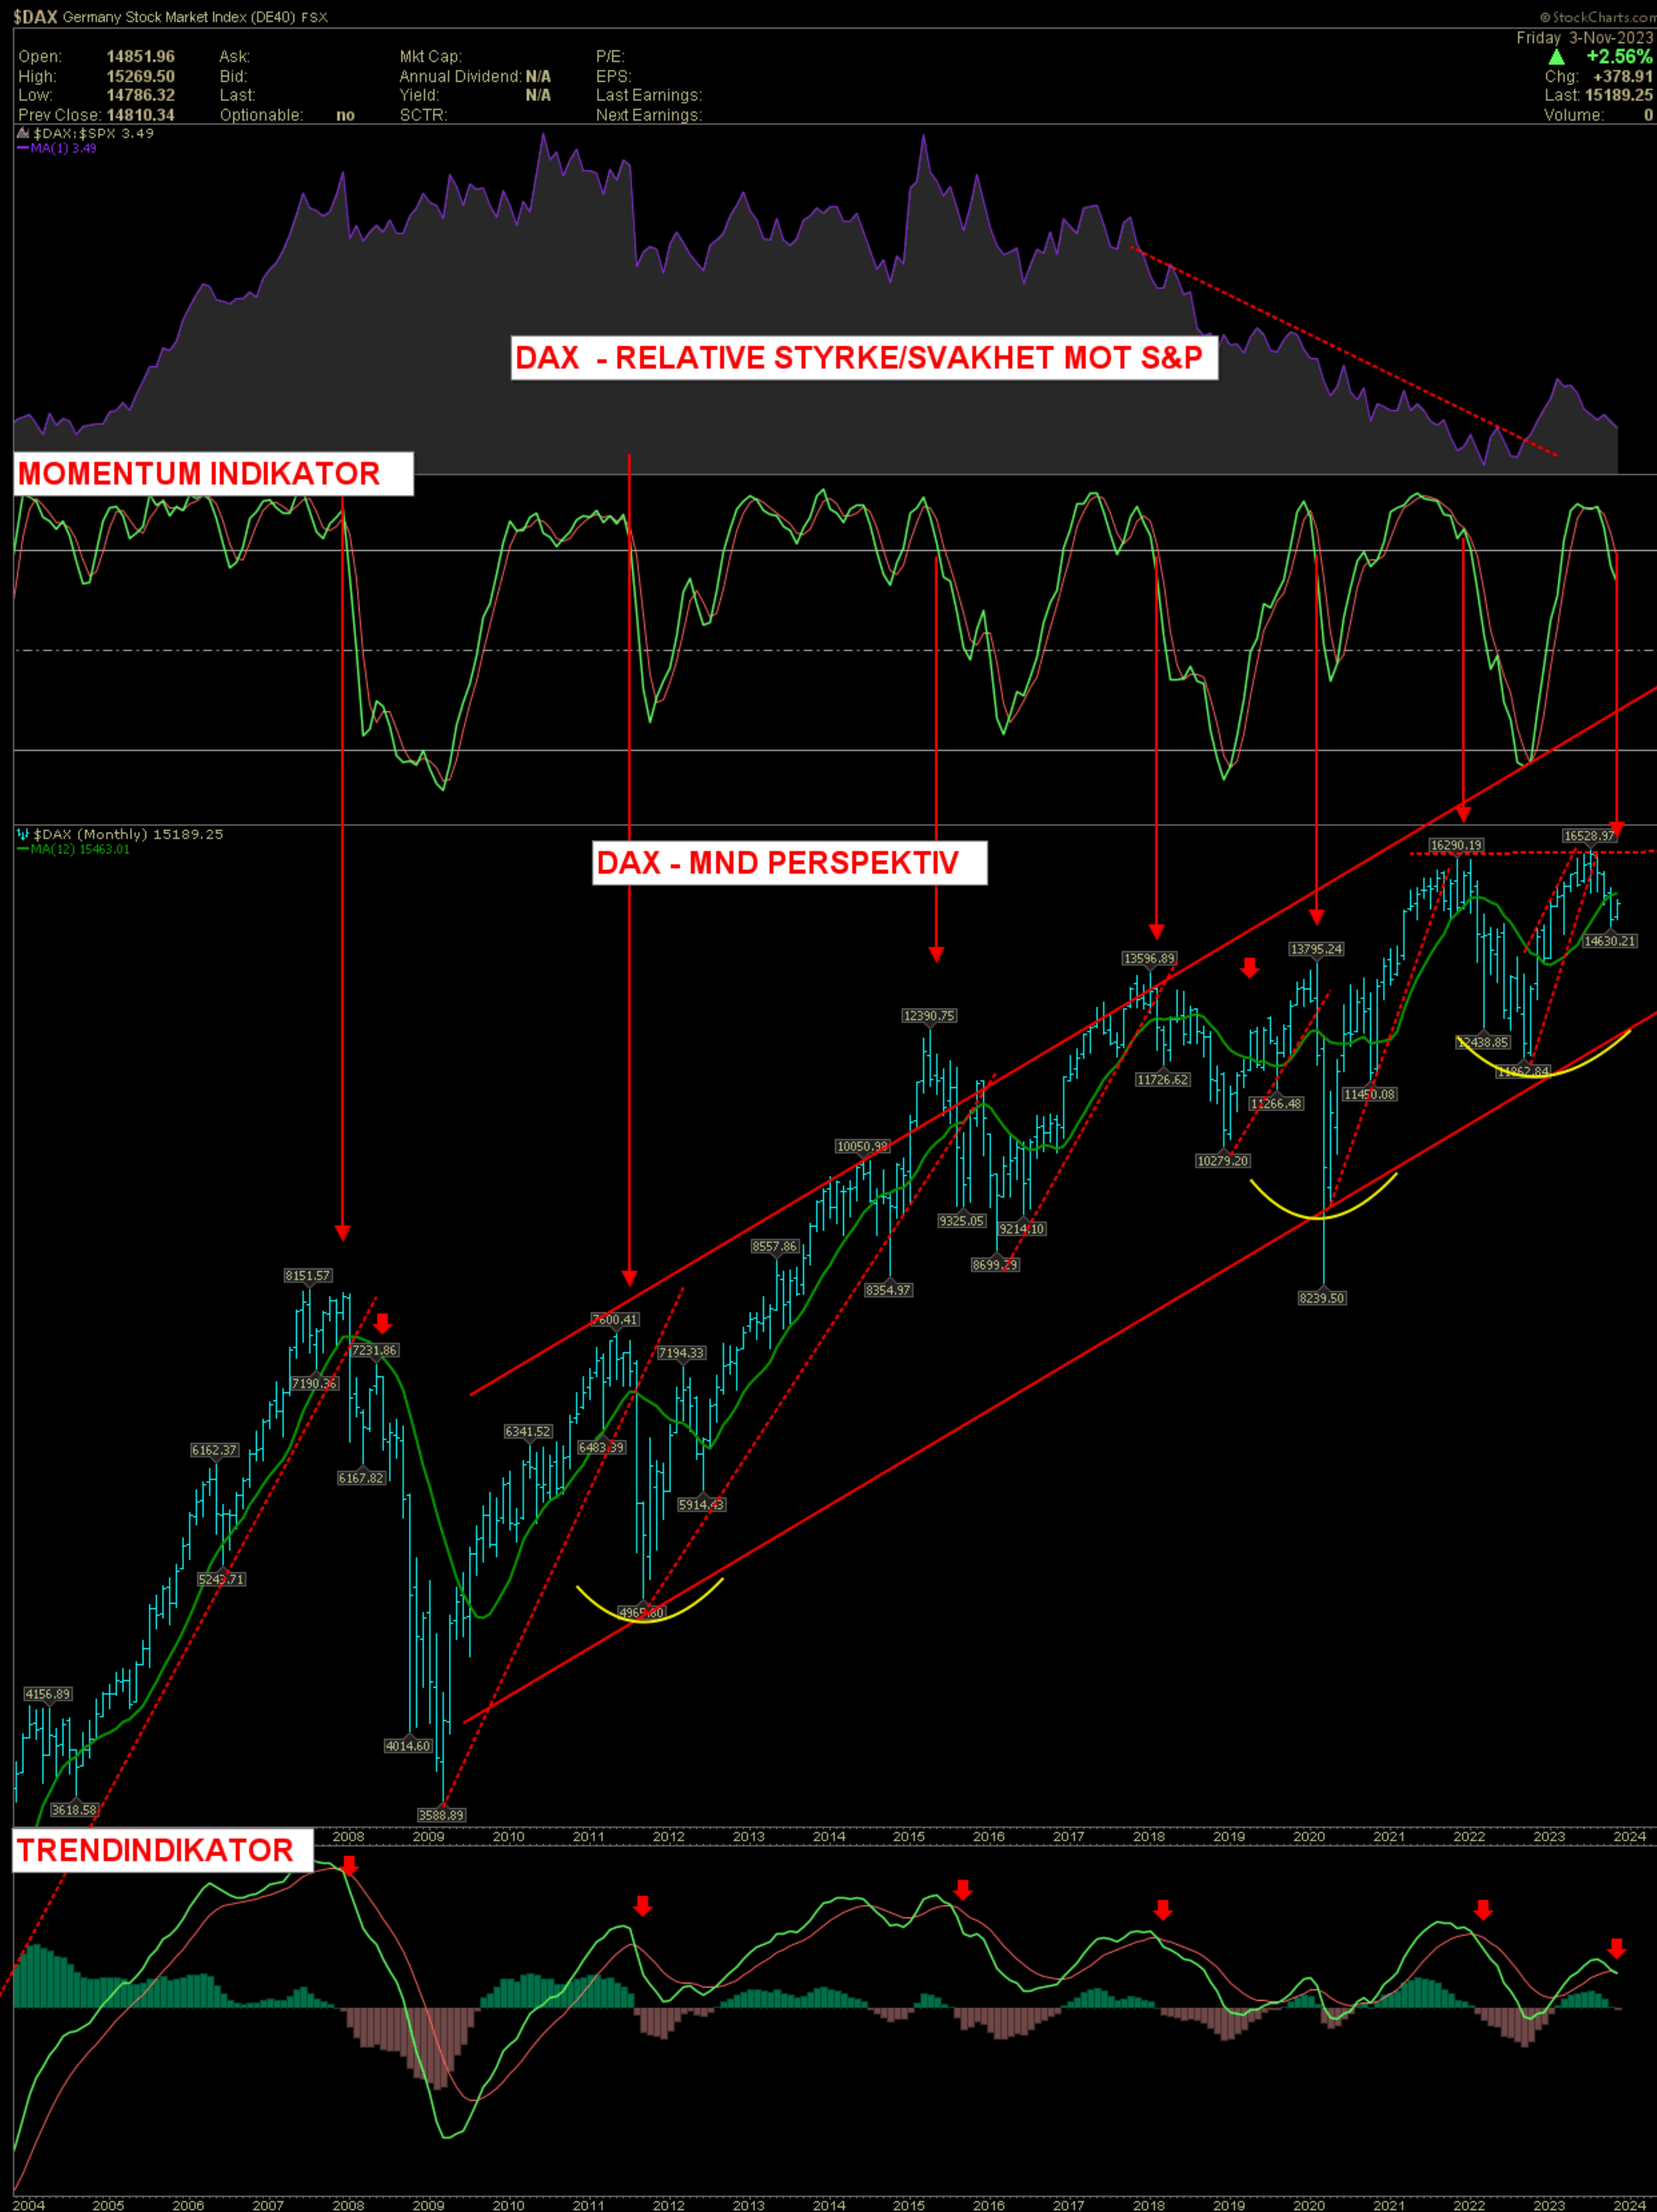 $DAX Germany Stock Market Index (DE40) FSX
© StockCharts.com
Friday 3-Nov-2023
Open: 14851.96 Ask: Mkt Cap: P/E: +2.56%
High: 15269.50 Bid: Annual Dividend: N/A EPS: Chg: +378.91
Low: 14786.32 Last: Yield: N/A Last Earnings: Last: 15189.25
Prev Close: 14810.34 Optionable: no SCTR: Next Earnings: Volume: 0
$DAX:$SPX 3.49
MA(1) 3.49
DAX - RELATIVE STYRKE/SVAKHET MOT S&P
MOMENTUM INDIKATOR
$DAX (Monthly) 15189.25
MA(12) 15463.01
DAX - MND PERSPEKTIV
16528.97
16290.19
14630.21
13795.24
13596.89
12390.75
12438.85
11862.84
11726.62
11450.08
11266.48
10279.20
10050.98
9325.05
9214.10
8699.29
8557.86
8354.97
8239.50
8151.57
7600.41
7231.86
7194.33
7190.36
6483.39
6341.52
6162.37
6167.82
5914.43
5243.71
4965.80
4156.89
4014.60
3618.58
3588.89
2008 2009 2010 2011 2012 2013 2014 2015 2016 2017 2018 2019 2020 2021 2022 2023 2024
TRENDINDIKATOR
2004 2005 2006 2007 2008 2009 2010 2011 2012 2013 2014 2015 2016 2017 2018 2019 2020 2021 2022 2023 2024